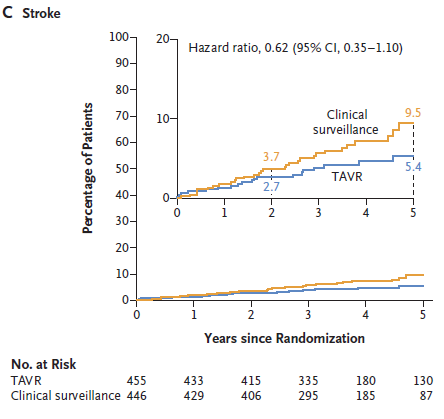 C Stroke
Percentage of Patients
100
90
80
70
60
50
40
30
20
10
0
20
10
0
Hazard ratio, 0.62 (95% CI, 0.35–1.10)
Clinical
surveillance
9.5
3.7
2.7
TAVR
5.4
0 1 2 3 4 5
0 1 2 3 4 5
Years since Randomization
No. at Risk
TAVR 455 433 415 335 180 130
Clinical surveillance 446 429 406 295 185 87